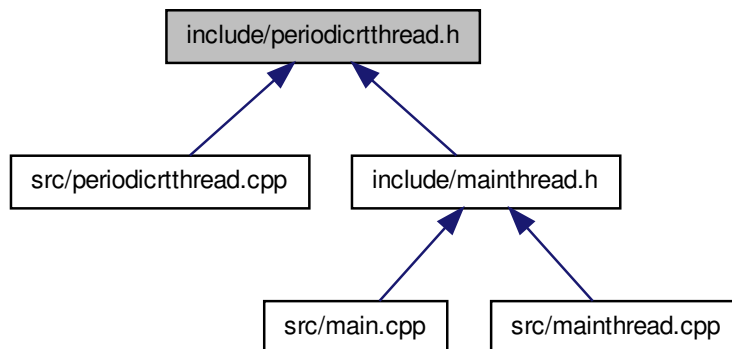 include/periodicrtthread.h
src/periodicrtthread.cpp
include/mainthread.h
src/main.cpp
src/mainthread.cpp